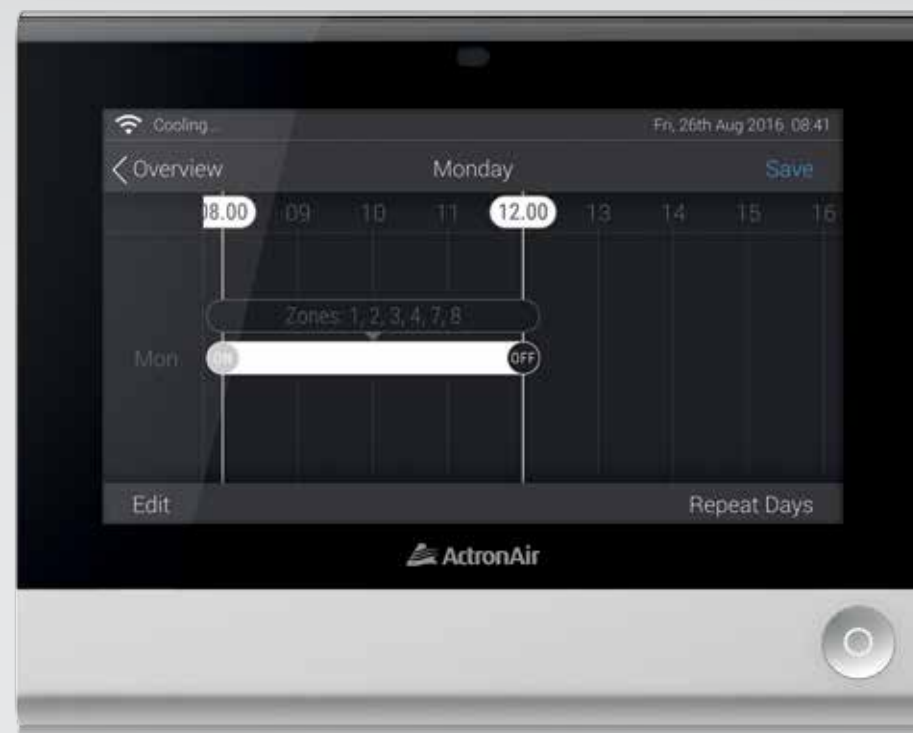 Cooling... Fri, 26th Aug 2016 08:41
Overview Monday Save
08.00 09 10 11 12.00 13 14 15 16
Zones: 1, 2, 3, 4, 7, 8
Mon ON OFF
Edit Repeat Days
ActronAir